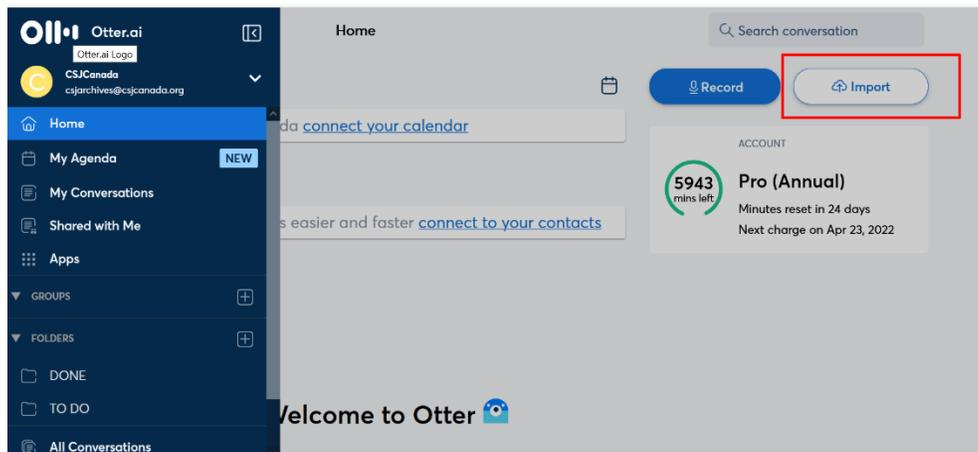 Otter.ai
Otter.ai Logo
CSJCanada
csjarchives@csjcanada.org
Home
My Agenda
NEW
My Conversations
Shared with Me
Apps
GROUPS
FOLDERS
DONE
TO DO
All Conversations
Home
Search conversation
Record
Import
da connect your calendar
s easier and faster connect to your contacts
ACCOUNT
5943
mins left
Pro (Annual)
Minutes reset in 24 days
Next charge on Apr 23, 2022
Welcome to Otter